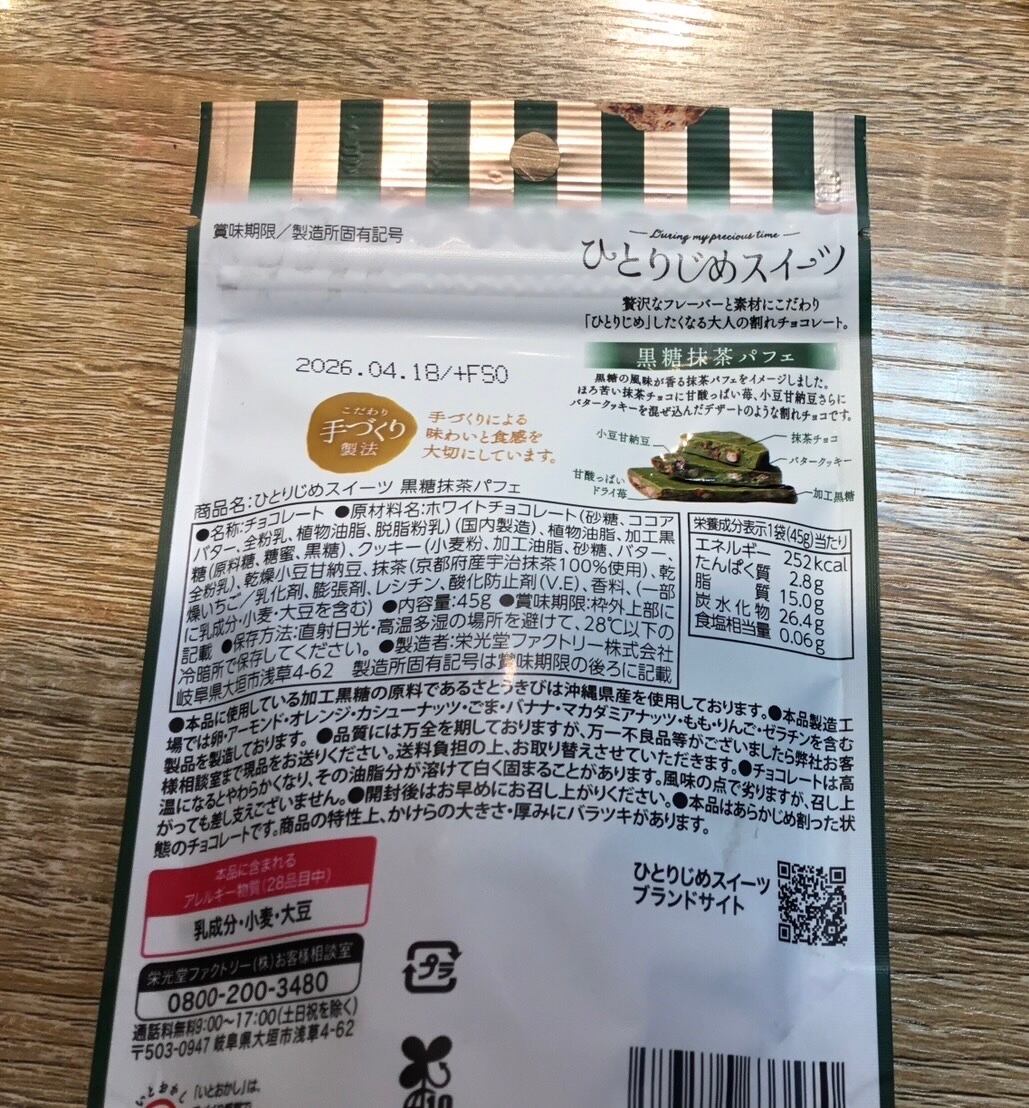 賞味期限/製造所固有記号
During my precious time
ひとりじめスイーツ
贅沢なフレーバーと素材にこだわり
「ひとりじめ」したくなる大人の割れチョコレート。
黒糖抹茶パフェ
黒糖の風味が香る抹茶パフェをイメージしました。
ほろ苦い抹茶チョコに甘酸っぱい苺、小豆甘納豆さらに
バタークッキーを混ぜ込んだデザートのような割れチョコです。
2026.04.18/+FSO
こだわり
手づくり
製法
手づくりによる
味わいと食感を
大切にしています。
小豆甘納豆
抹茶チョコ
バタークッキー
甘酸っぱい
ドライ苺
加工黒糖
商品名:ひとりじめスイーツ 黒糖抹茶パフェ
●名称:チョコレート ●原材料名:ホワイトチョコレート(砂糖、ココア
バター、全粉乳、植物油脂、脱脂粉乳)(国内製造)、植物油脂、加工黒
糖(原料糖、糖蜜、黒糖)、クッキー(小麦粉、加工油脂、砂糖、バター、
全粉乳)、乾燥小豆甘納豆、抹茶(京都府産宇治抹茶100%使用)、乾
燥いちご/乳化剤、膨張剤、レシチン、酸化防止剤(V.E)、香料、(一部
に乳成分・小麦・大豆を含む) ●内容量:45g ●賞味期限:枠外上部に
記載 ●保存方法:直射日光・高温多湿の場所を避けて、28℃以下の
冷暗所で保存してください。 ●製造者:栄光堂ファクトリー株式会社
岐阜県大垣市浅草4-62 製造所固有記号は賞味期限の後ろに記載
栄養成分表示1袋(45g)当たり
エネルギー 252kcal
たんぱく質 2.8g
脂質 15.0g
炭水化物 26.4g
食塩相当量 0.06g
●本品に使用している加工黒糖の原料であるさとうきびは沖縄県産を使用しております。●本品製造工
場では卵・アーモンド・オレンジ・カシューナッツ・ごま・バナナ・マカダミアナッツ・もも・りんご・ゼラチンを含む
製品を製造しております。 ●品質には万全を期しておりますが、万一不良品等がございましたら弊社お客
様相談室まで現品をお送りください。送料負担の上、お取り替えさせていただきます。●チョコレートは高
温になるとやわらかくなり、その油脂分が溶けて白く固まることがあります。風味の点で劣りますが、召し上
がっても差し支えございません。●開封後はお早めにお召し上がりください。●本品はあらかじめ割った状
態のチョコレートです。商品の特性上、かけらの大きさ・厚みにバラツキがあります。
本品に含まれる
アレルギー物質(28品目中)
乳成分・小麦・大豆
ひとりじめスイーツ
ブランドサイト
栄光堂ファクトリー(株)お客様相談室
0800-200-3480
通話料無料9:00〜17:00(土日祝を除く)
〒503-0947 岐阜県大垣市浅草4-62
プラ
「いとおかし」は、